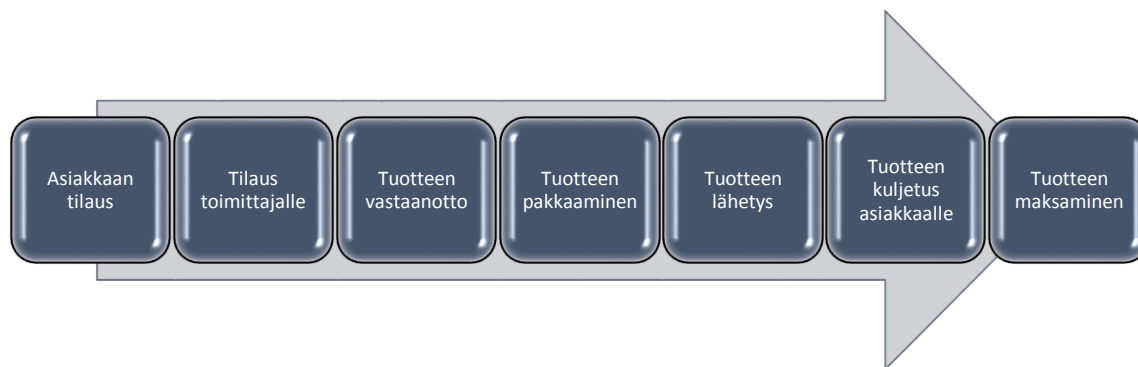 Asiakkaan
tilaus
Tilaus
toimittajalle
Tuotteen
vastaanotto
Tuotteen
pakkaaminen
Tuotteen
lähetys
Tuotteen
kuljetus
asiakkaalle
Tuotteen
maksaminen